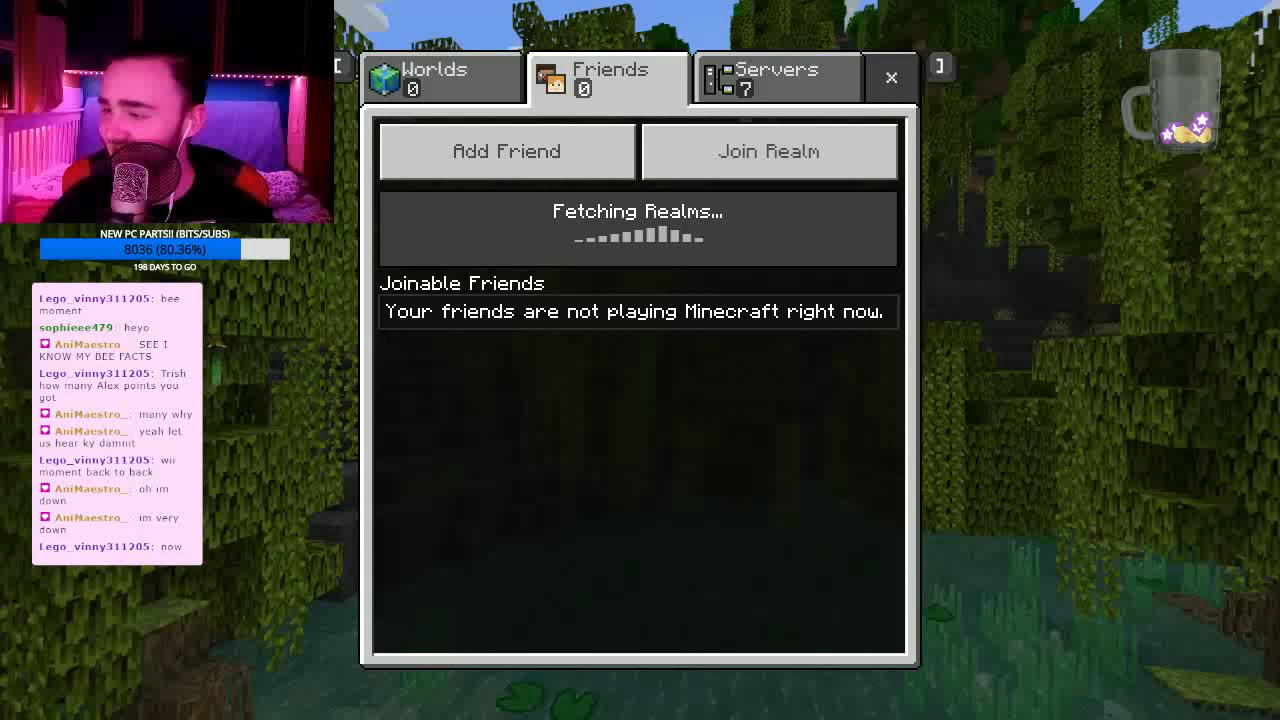 [
Worlds
0
Friends
0
Servers
7
]
Add Friend
Join Realm
Fetching Realms...
Joinable Friends
Your friends are not playing Minecraft right now.
NEW PC PARTS!! (BITS/SUBS)
8036 (80.36%)
198 DAYS TO GO
Lego_vinny311205: bee
moment
sophieee479: heyo
AniMaestro_: SEE I
KNOW MY BEE FACTS
Lego_vinny311205: Trish
how many Alex points you
got
AniMaestro_: many why
AniMaestro_: yeah let
us hear ky damnit
Lego_vinny311205: wii
moment back to back
AniMaestro_: oh im
down
AniMaestro_: im very
down
Lego_vinny311205: now